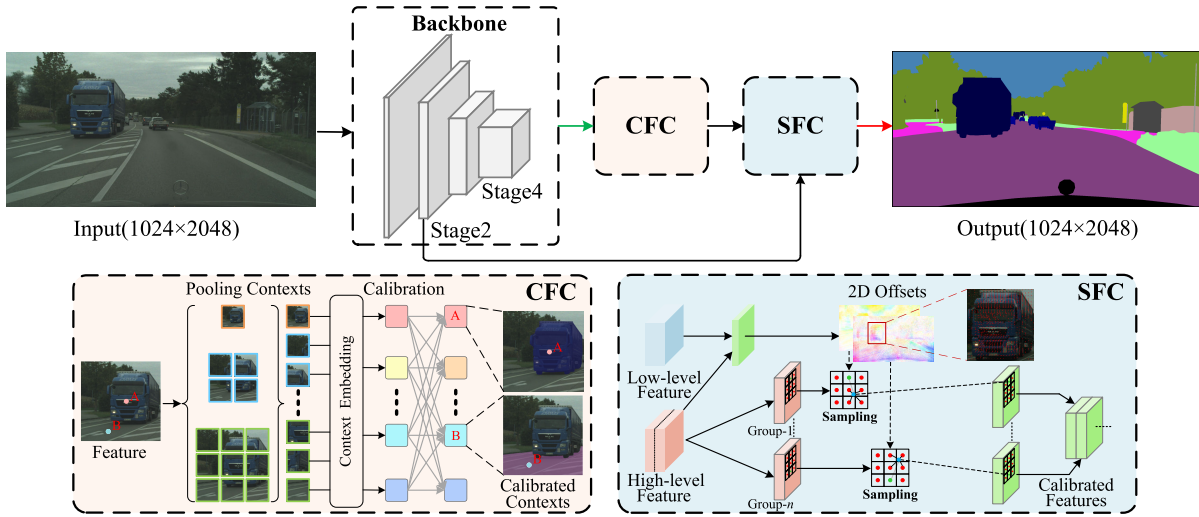 Backbone
Stage4
Stage2
CFC
SFC
Input(1024×2048)
Output(1024×2048)
Pooling Contexts
Calibration
CFC
Context Embedding
A
B
Feature
A
B
A
B
Calibrated
Contexts
2D Offsets
SFC
Low-level
Feature
High-level
Feature
Group-1
Group-n
Sampling
Sampling
Calibrated
Features